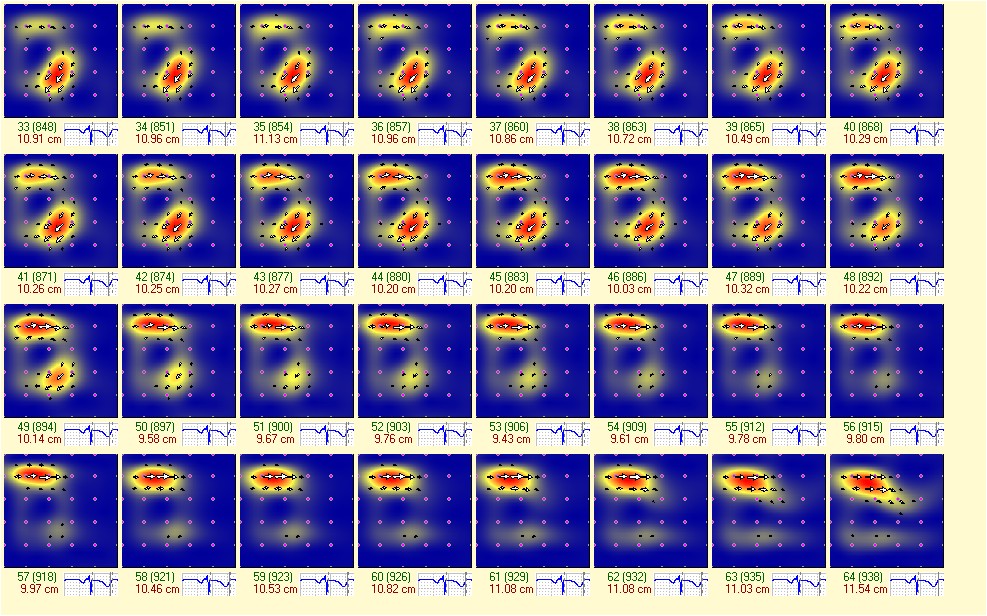 33 (848) 34 (851) 35 (854) 36 (857) 37 (860) 38 (863) 39 (865) 40 (868)
10.91 cm 10.96 cm 11.13 cm 10.96 cm 10.86 cm 10.72 cm 10.49 cm 10.29 cm
41 (871) 42 (874) 43 (877) 44 (880) 45 (883) 46 (886) 47 (889) 48 (892)
10.26 cm 10.25 cm 10.27 cm 10.20 cm 10.20 cm 10.03 cm 10.32 cm 10.22 cm
49 (894) 50 (897) 51 (900) 52 (903) 53 (906) 54 (909) 55 (912) 56 (915)
10.14 cm 9.58 cm 9.67 cm 9.76 cm 9.43 cm 9.61 cm 9.78 cm 9.80 cm
57 (918) 58 (921) 59 (923) 60 (926) 61 (929) 62 (932) 63 (935) 64 (938)
9.97 cm 10.46 cm 10.53 cm 10.82 cm 11.08 cm 11.08 cm 11.03 cm 11.54 cm